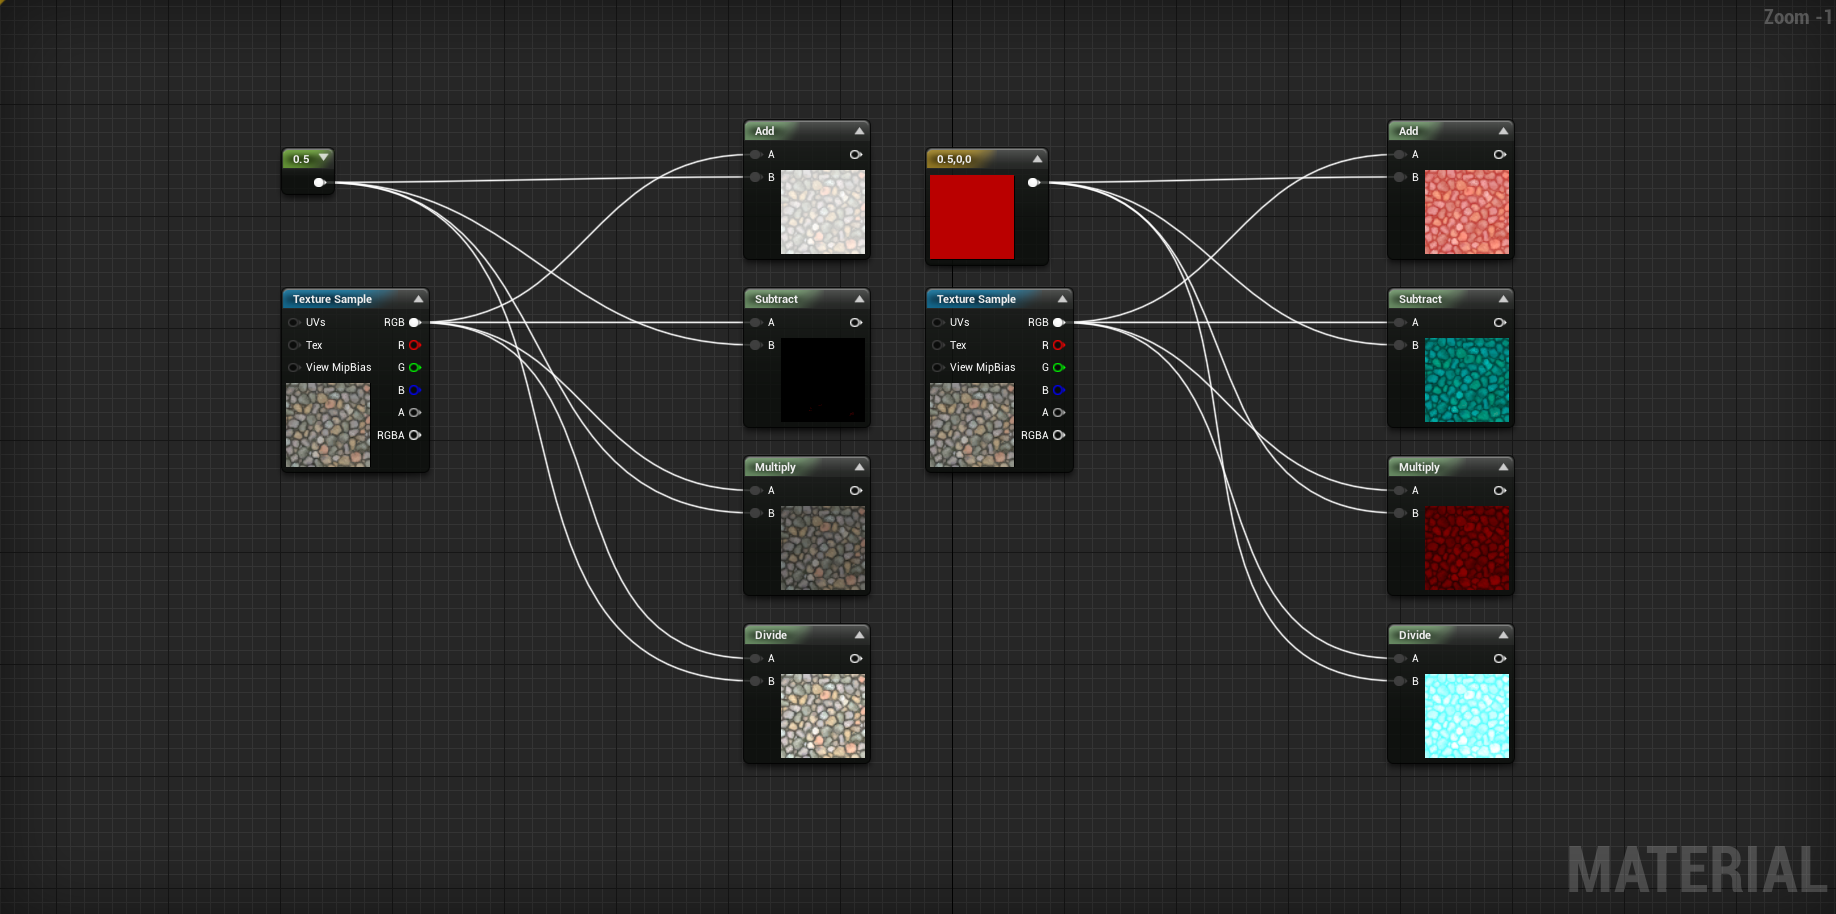 Zoom -1
0.5
Texture Sample
UVs RGB
Tex R
View MipBias G
B
A
RGBA
Add
A
B
Subtract
A
B
Multiply
A
B
Divide
A
B
0.5,0,0
Texture Sample
UVs RGB
Tex R
View MipBias G
B
A
RGBA
Add
A
B
Subtract
A
B
Multiply
A
B
Divide
A
B
MATERIAL